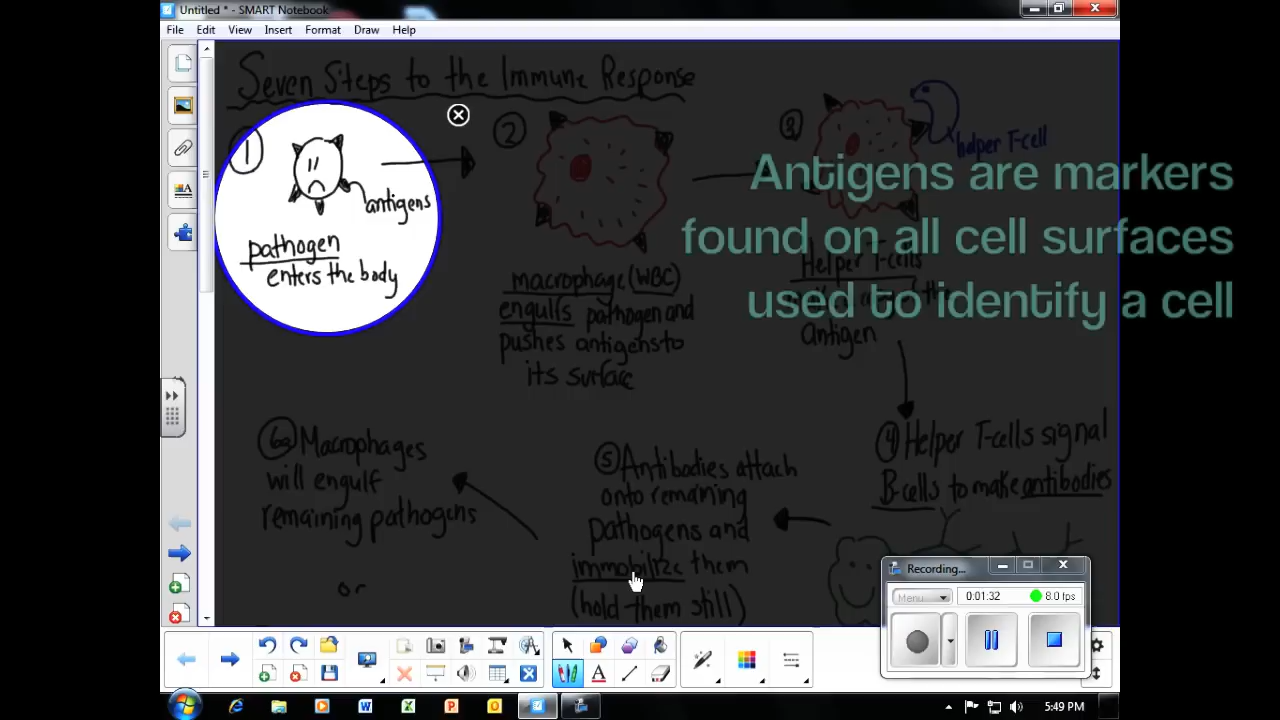 Untitled * - SMART Notebook
File Edit View Insert Format Draw Help
Seven Steps to the Immune Response
1
antigens
pathogen
enters the body
2
macrophage (WBC)
engulfs pathogen and
pushes antigens to
its surface
3
helper T-cell
Helper T-cells
antigen
Antigens are markers
found on all cell surfaces
used to identify a cell
4 Helper T-cells signal
B-cells to make antibodies
5 Antibodies attach
onto remaining
pathogens and
immobilize them
(hold them still)
6a Macrophages
will engulf
remaining pathogens
or
Recording...
Menu 0:01:32 8.0 fps
5:49 PM